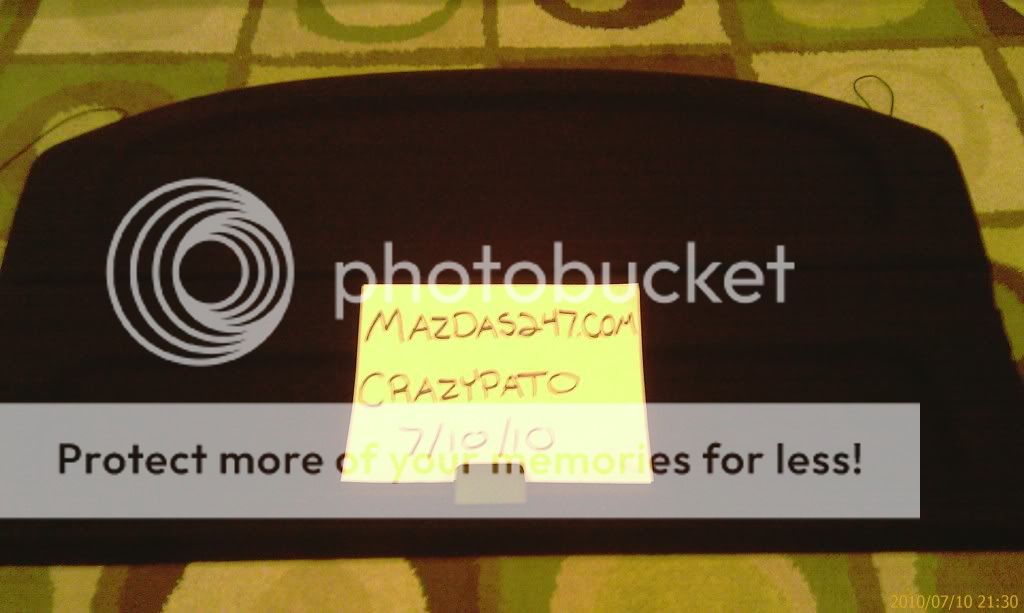 photobucket
MAZDAS247.COM
CRAZYPATO
7/10/10
Protect more of your memories for less!
2010/07/10 21:30